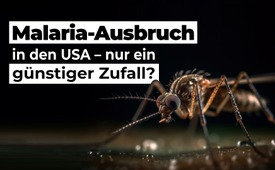 Malaria-Ausbruch
in den USA – nur ein
günstiger Zufall?